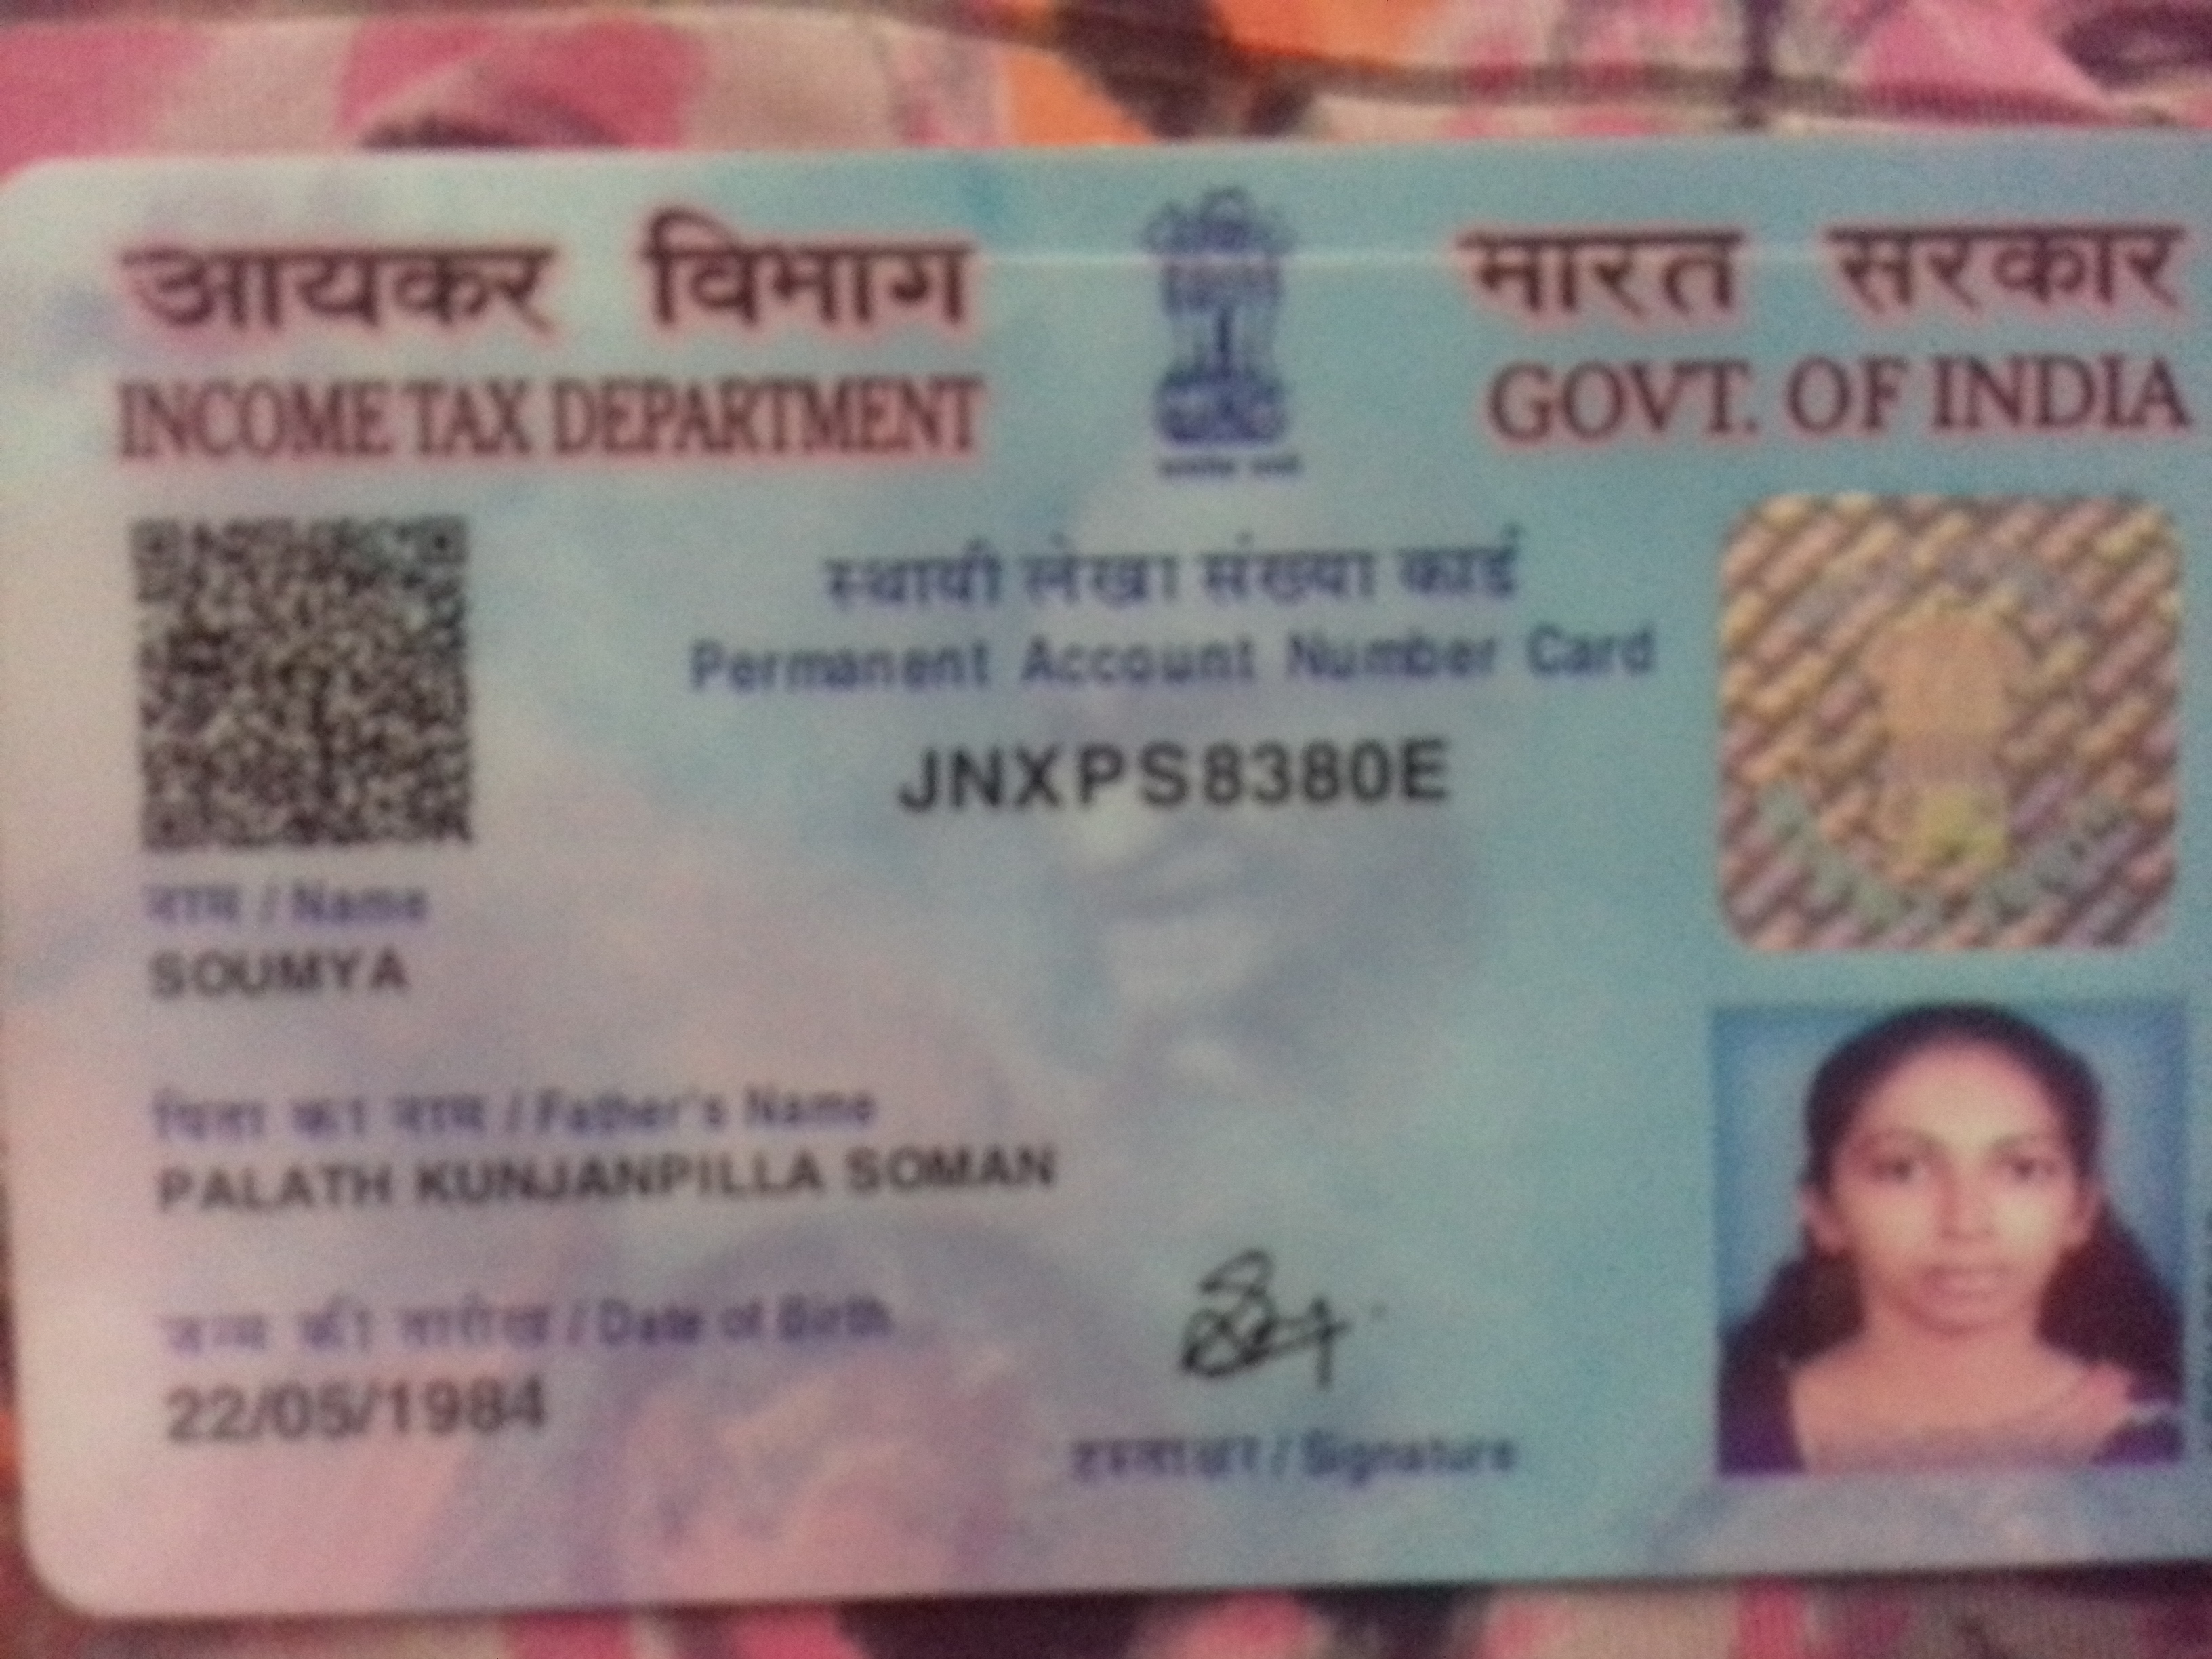 आयकर विभाग
INCOME TAX DEPARTMENT
भारत सरकार
GOVT. OF INDIA
स्थायी लेखा संख्या कार्ड
Permanent Account Number Card
JNXPS8380E
नाम / Name
SOUMYA
पिता का नाम / Father's Name
PALATH KUNJANPILLA SOMAN
जन्म की तारीख / Date of Birth
22/05/1984
हस्ताक्षर / Signature